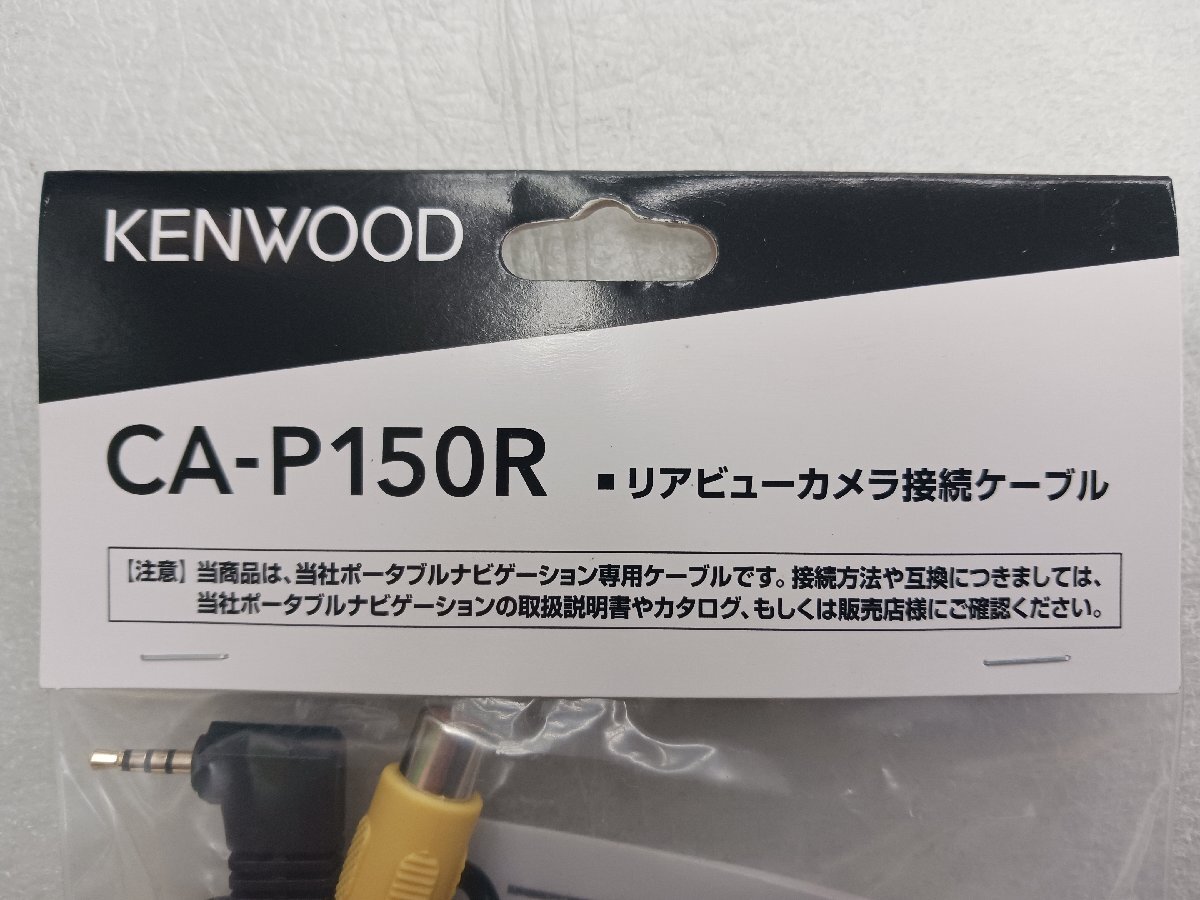 KENWOOD
CA-P150R ■リアビューカメラ接続ケーブル
【注意】当商品は、当社ポータブルナビゲーション専用ケーブルです。接続方法や互換につきましては、
当社ポータブルナビゲーションの取扱説明書やカタログ、もしくは販売店様にご確認ください。